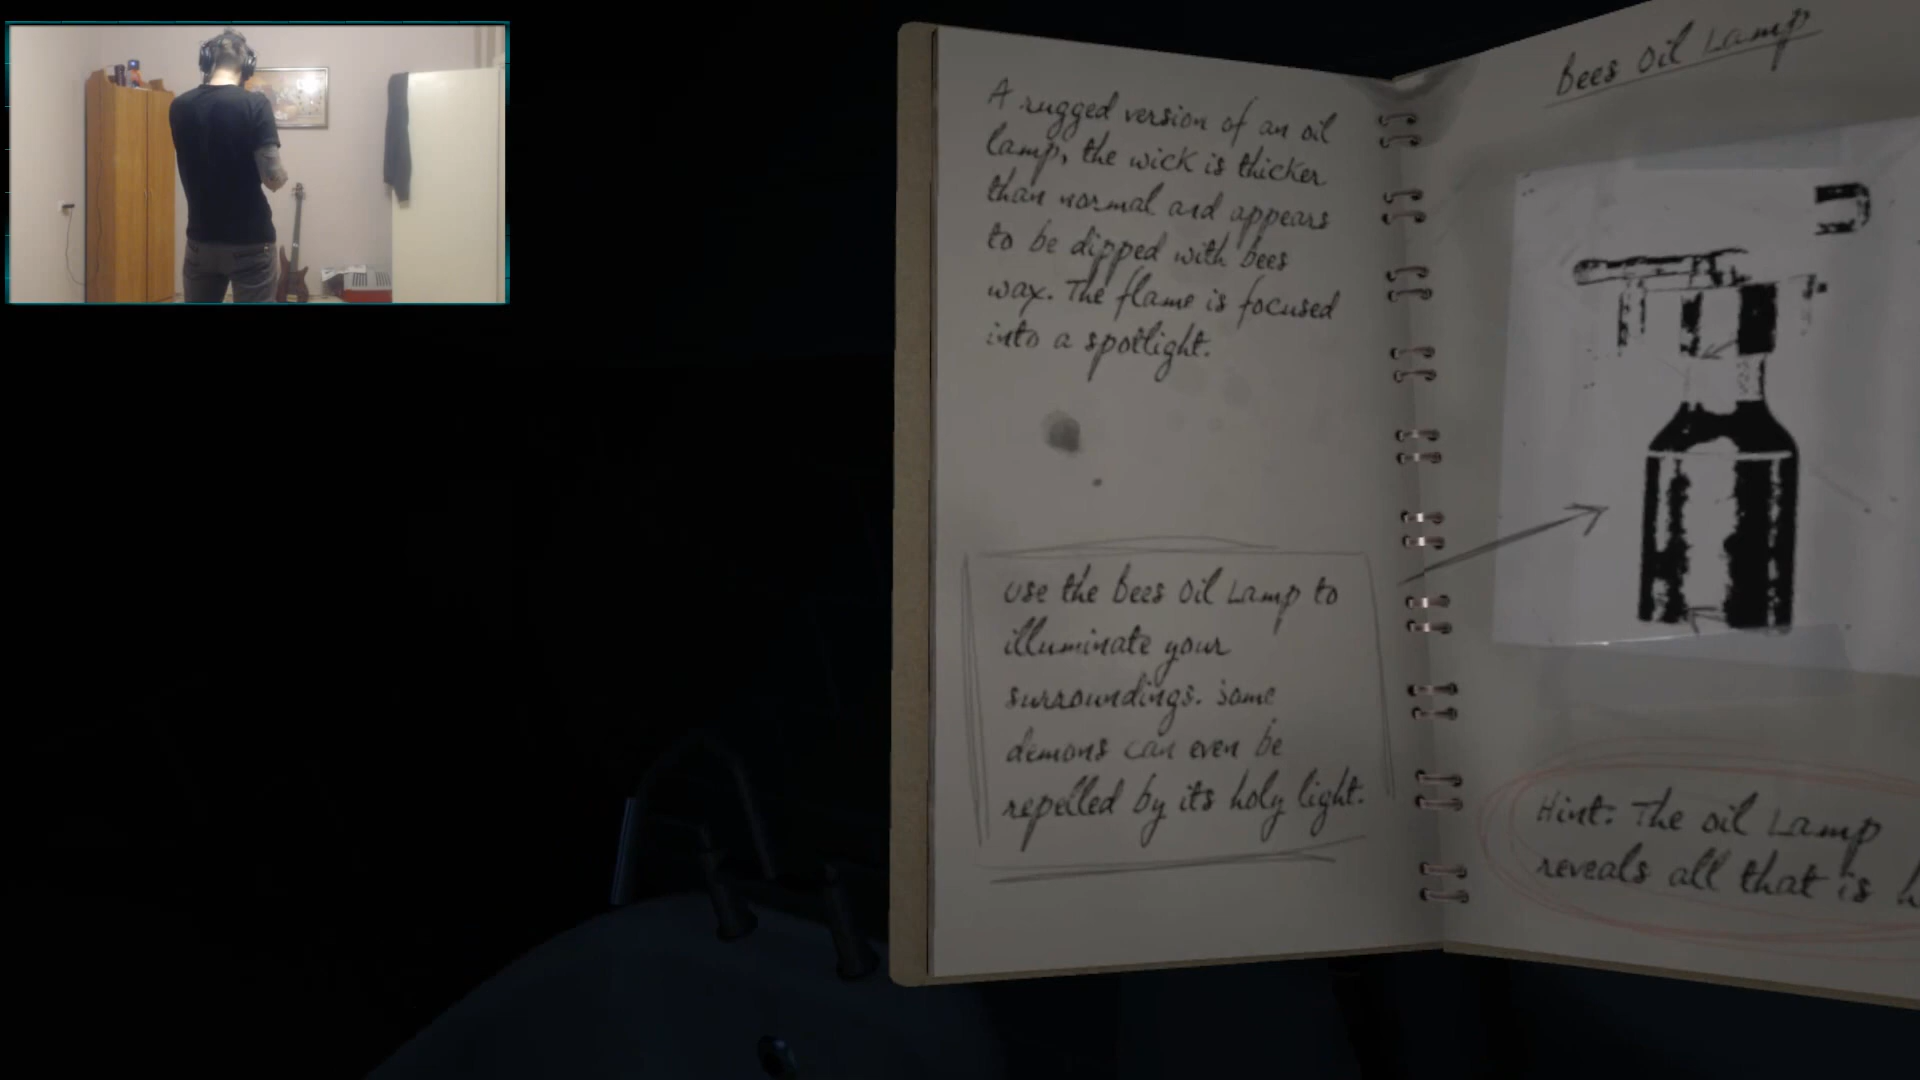 A rugged version of an oil
lamp, the wick is thicker
than normal and appears
to be dipped with bees
wax. The flame is focused
into a spotlight.
Use the Bees Oil Lamp to
illuminate your
surroundings. Some
demons can even be
repelled by its holy light.
Bees Oil Lamp
Hint: The Oil Lamp
reveals all that is